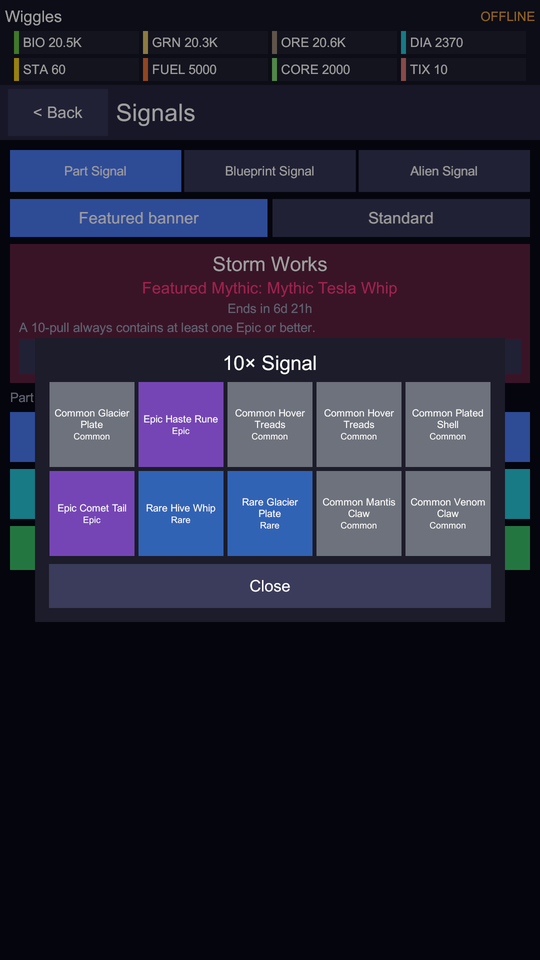 Wiggles
OFFLINE
BIO 20.5K
GRN 20.3K
ORE 20.6K
DIA 2370
STA 60
FUEL 5000
CORE 2000
TIX 10
< Back
Signals
Part Signal
Blueprint Signal
Alien Signal
Featured banner
Standard
Storm Works
Featured Mythic: Mythic Tesla Whip
Ends in 6d 21h
A 10-pull always contains at least one Epic or better.
Part
10× Signal
Common Glacier
Plate
Common
Epic Haste Rune
Epic
Common Hover
Treads
Common
Common Hover
Treads
Common
Common Plated
Shell
Common
Epic Comet Tail
Epic
Rare Hive Whip
Rare
Rare Glacier
Plate
Rare
Common Mantis
Claw
Common
Common Venom
Claw
Common
Close